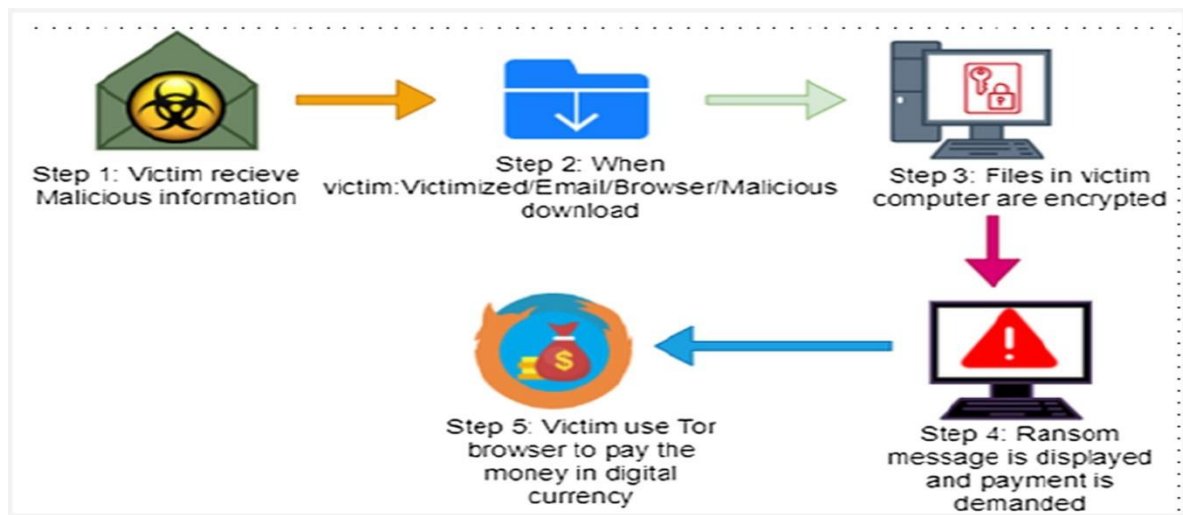 Step 1: Victim recieve
Malicious information
Step 2: When
victim:Victimized/Email/Browser/Malicious
download
Step 3: Files in victim
computer are encrypted
Step 4: Ransom
message is displayed
and payment is
demanded
$
Step 5: Victim use Tor
browser to pay the
money in digital
currency